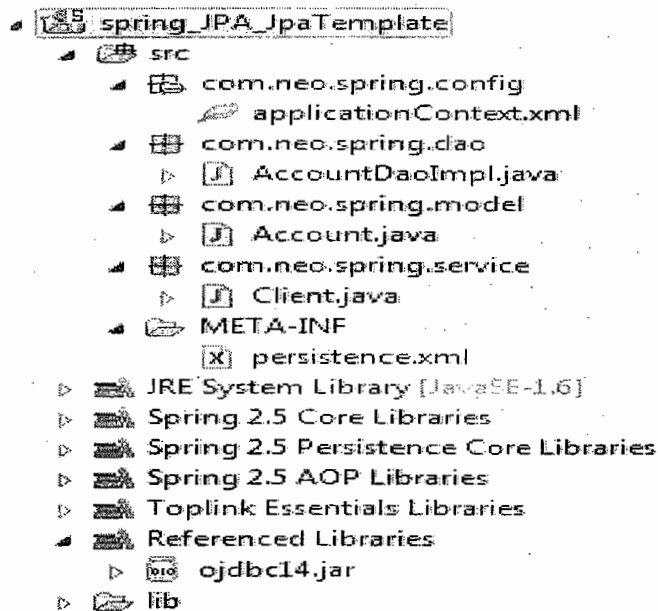 spring_JPA_JpaTemplate
src
com.neo.spring.config
applicationContext.xml
com.neo.spring.dao
AccountDaoImpl.java
com.neo.spring.model
Account.java
com.neo.spring.service
Client.java
META-INF
persistence.xml
JRE System Library [JavaSE-1.6]
Spring 2.5 Core Libraries
Spring 2.5 Persistence Core Libraries
Spring 2.5 AOP Libraries
Toplink Essentials Libraries
Referenced Libraries
ojdbc14.jar
lib